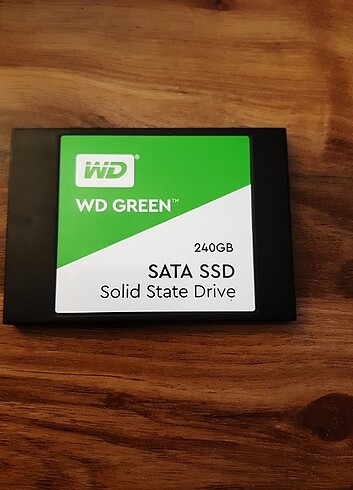 WD®
WD GREEN™
240GB
SATA SSD
Solid State Drive